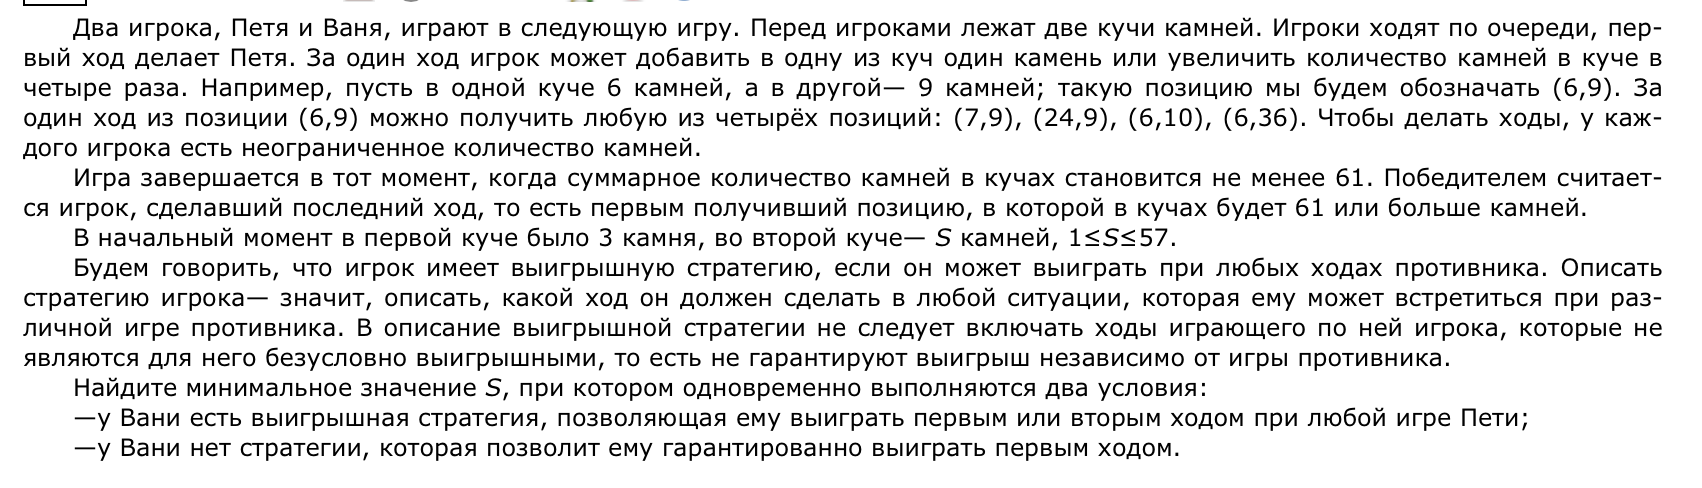 Два игрока, Петя и Ваня, играют в следующую игру. Перед игроками лежат две кучи камней. Игроки ходят по очереди, пер-
вый ход делает Петя. За один ход игрок может добавить в одну из куч один камень или увеличить количество камней в куче в
четыре раза. Например, пусть в одной куче 6 камней, а в другой— 9 камней; такую позицию мы будем обозначать (6,9). За
один ход из позиции (6,9) можно получить любую из четырёх позиций: (7,9), (24,9), (6,10), (6,36). Чтобы делать ходы, у каж-
дого игрока есть неограниченное количество камней.
Игра завершается в тот момент, когда суммарное количество камней в кучах становится не менее 61. Победителем считает-
ся игрок, сделавший последний ход, то есть первым получивший позицию, в которой в кучах будет 61 или больше камней.
В начальный момент в первой куче было 3 камня, во второй куче— S камней, 1≤S≤57.
Будем говорить, что игрок имеет выигрышную стратегию, если он может выиграть при любых ходах противника. Описать
стратегию игрока— значит, описать, какой ход он должен сделать в любой ситуации, которая ему может встретиться при раз-
личной игре противника. В описание выигрышной стратегии не следует включать ходы играющего по ней игрока, которые не
являются для него безусловно выигрышными, то есть не гарантируют выигрыш независимо от игры противника.
Найдите минимальное значение S, при котором одновременно выполняются два условия:
—у Вани есть выигрышная стратегия, позволяющая ему выиграть первым или вторым ходом при любой игре Пети;
—у Вани нет стратегии, которая позволит ему гарантированно выиграть первым ходом.